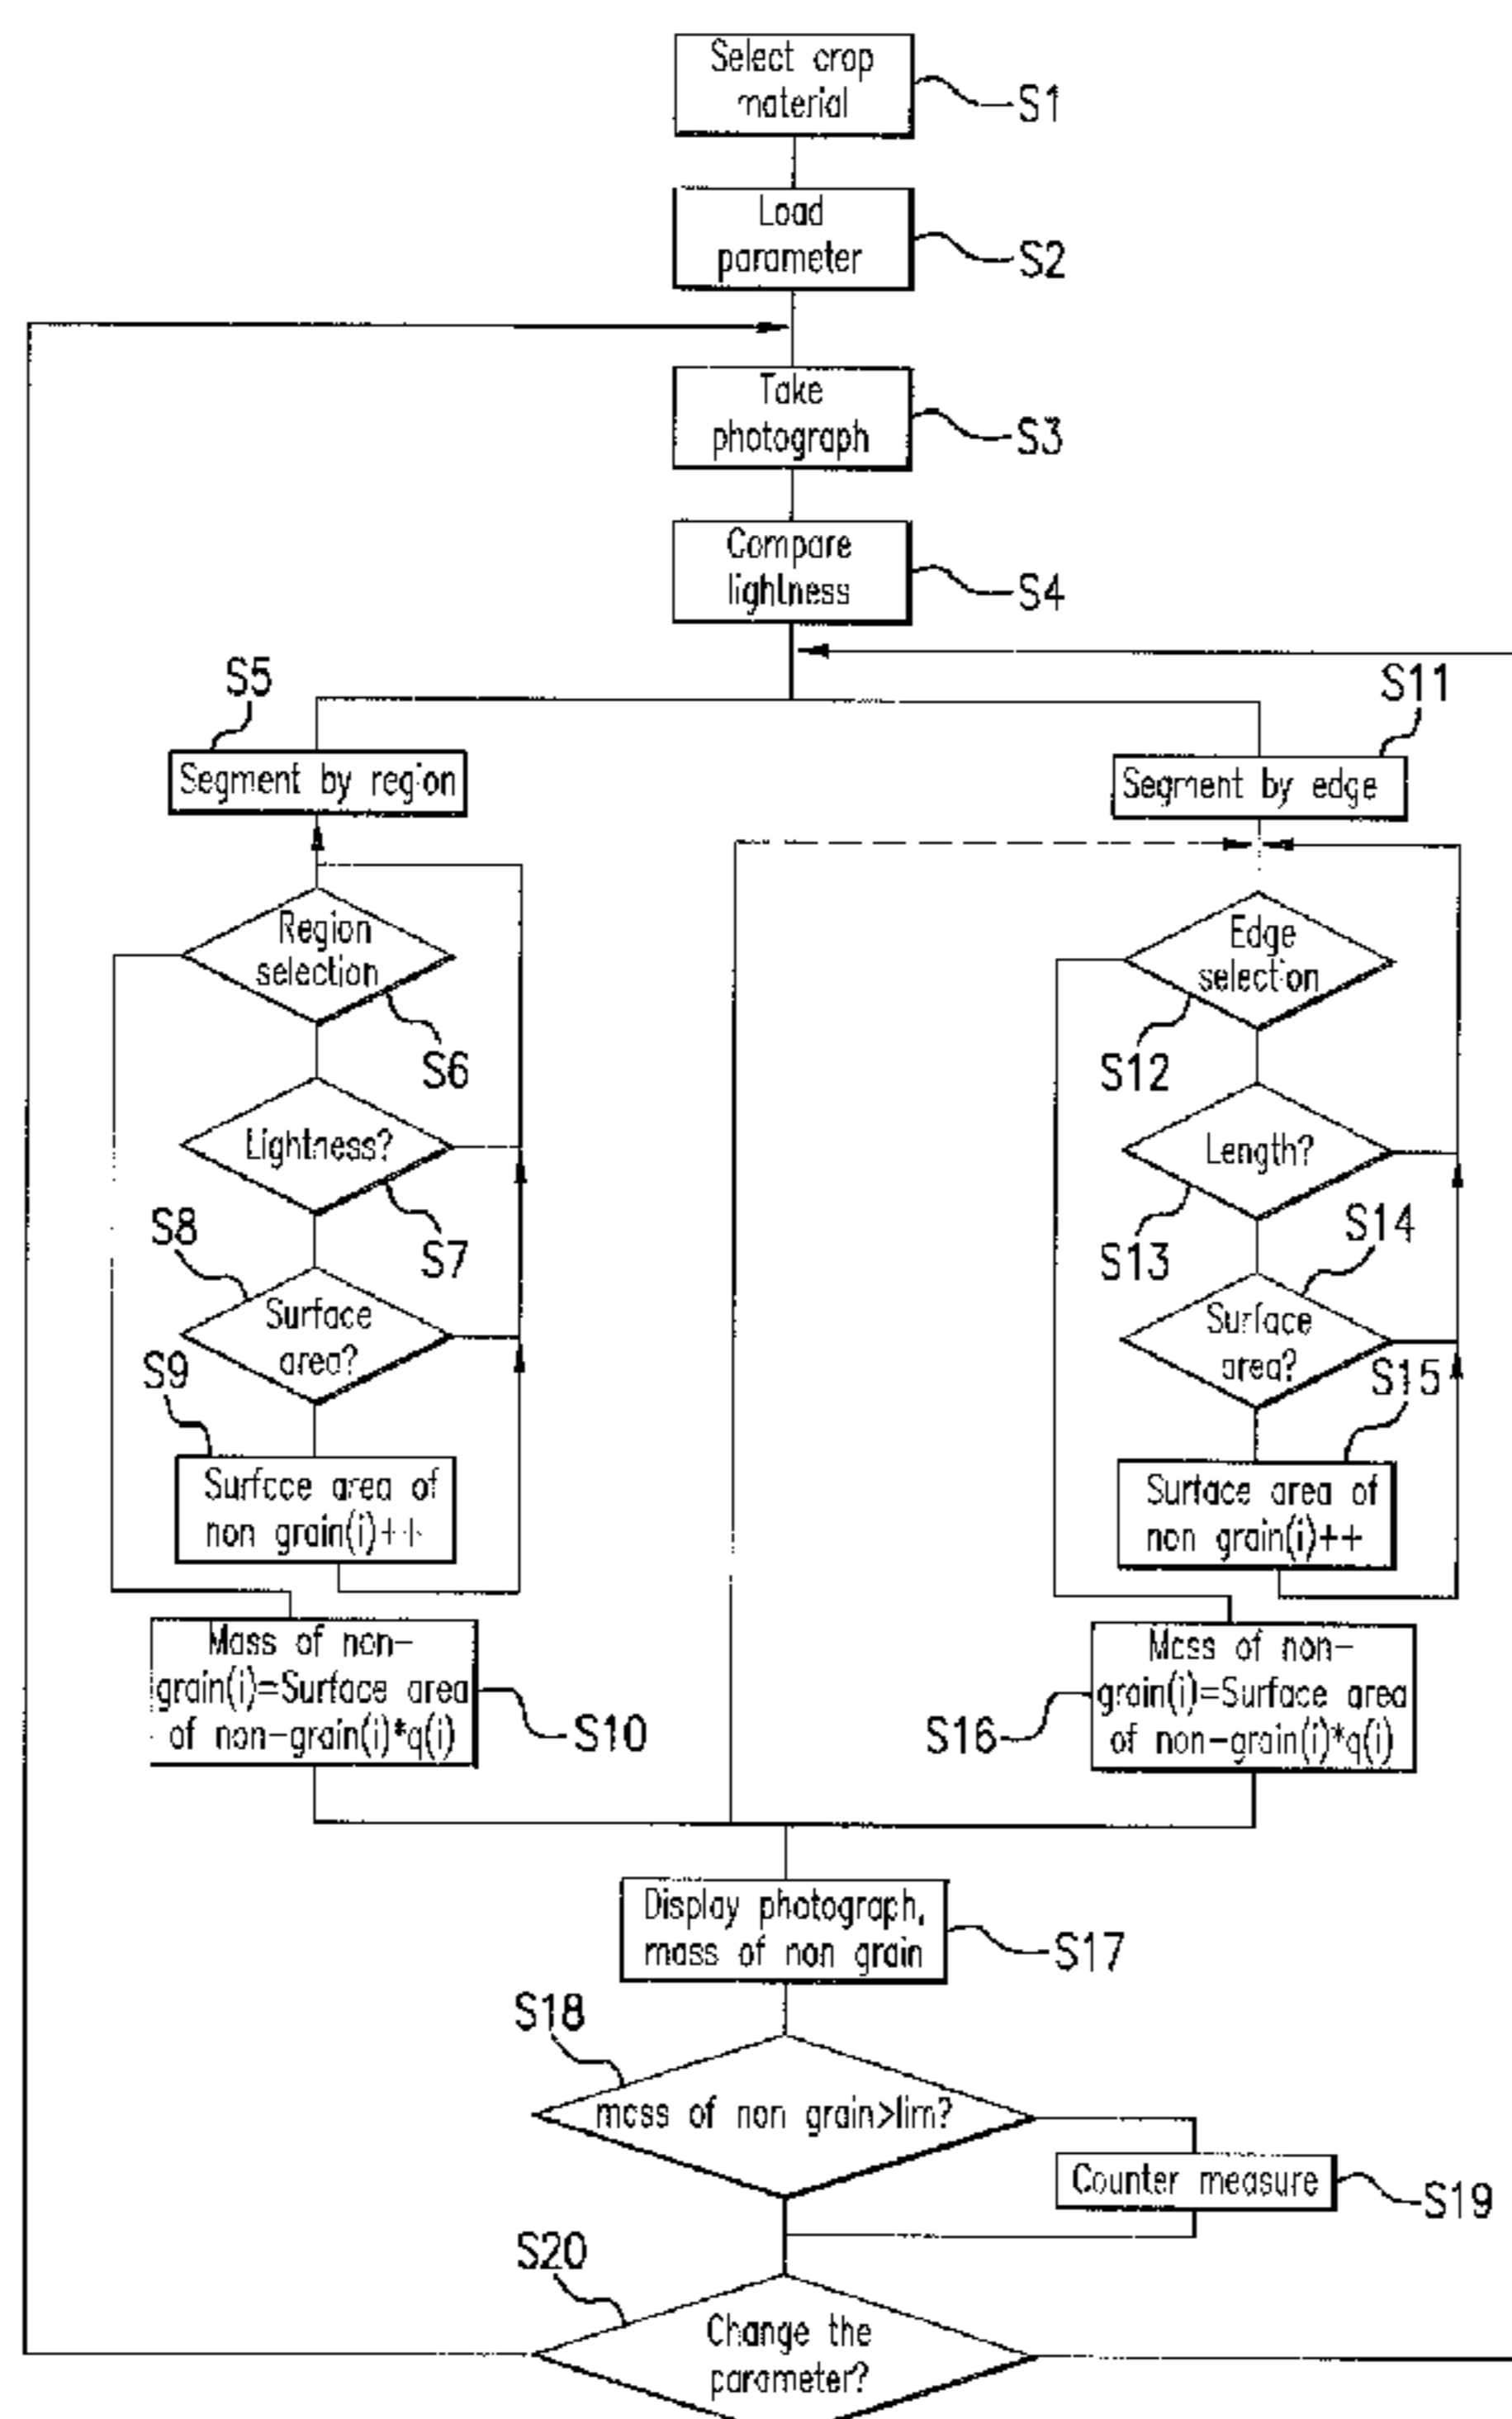 Select crop
material
S1
Load
parameter
S2
Take
photograph
S3
Compare
lightness
S4
S5
Segment by region
S11
Segment by edge
Region
selection
S6
Edge
selection
S12
Lightness?
S7
Length?
S13
S8
Surface
area?
S14
Surface
area?
S9
Surface area of
non grain(i)++
S15
Surface area of
non grain(i)++
Mass of non-
grain(i)=Surface area
of non-grain(i)*q(i)
S10
Mass of non-
grain(i)=Surface area
of non-grain(i)*q(i)
S16
Display photograph,
mass of non grain
S17
S18
mass of non grain>lim?
Counter measure
S19
S20
Change the
parameter?